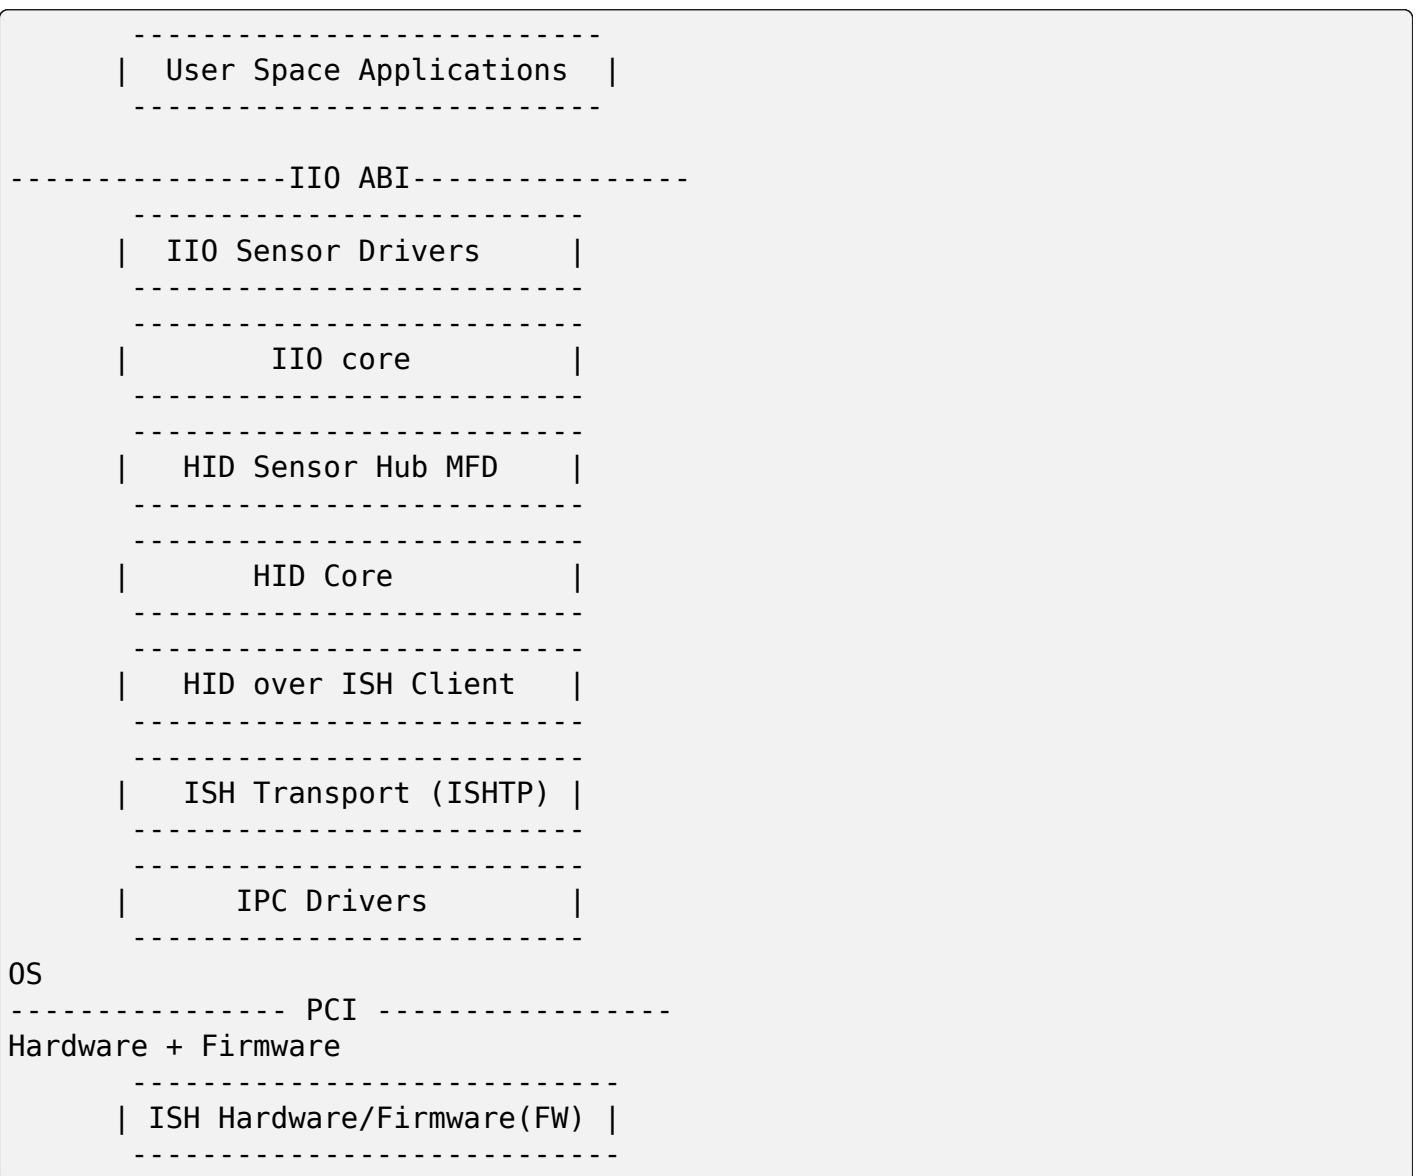 ---------------------------
|  User Space Applications  |
---------------------------
----------------IIO ABI----------------
--------------------------
|  IIO Sensor Drivers     |
--------------------------
--------------------------
|        IIO core         |
--------------------------
--------------------------
|   HID Sensor Hub MFD    |
--------------------------
--------------------------
|       HID Core          |
--------------------------
--------------------------
|   HID over ISH Client   |
--------------------------
--------------------------
|   ISH Transport (ISHTP) |
--------------------------
--------------------------
|      IPC Drivers        |
--------------------------
OS
---------------- PCI -----------------
Hardware + Firmware
----------------------------
| ISH Hardware/Firmware(FW) |
----------------------------